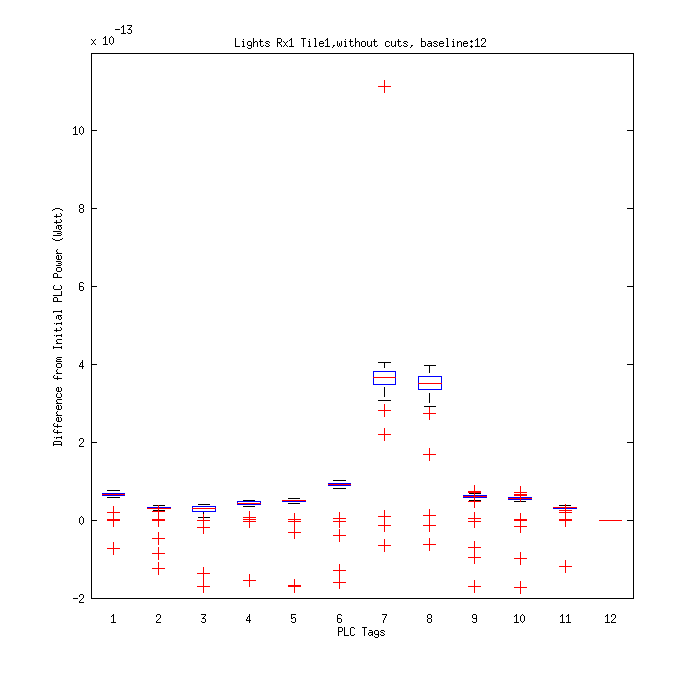 x 10-13
Lights Rx1 Tile1,without cuts, baseline:12
10
8
6
4
2
0
-2
Difference from Initial PLC Power (Watt)
1 2 3 4 5 6 7 8 9 10 11 12
PLC Tags